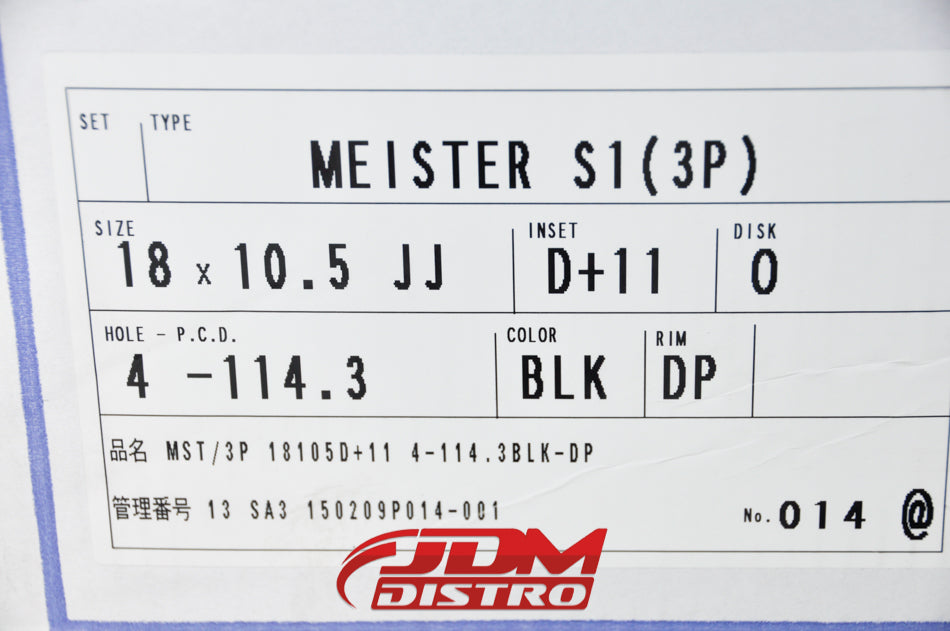 SET TYPE
MEISTER S1(3P)
SIZE INSET DISK
18 x 10.5 JJ D+11 O
HOLE - P.C.D. COLOR RIM
4 -114.3 BLK DP
品名 MST/3P 18105D+11 4-114.3BLK-DP
管理番号 13 SA3 150209P014-001
No. 014 @
JDM
DISTRO